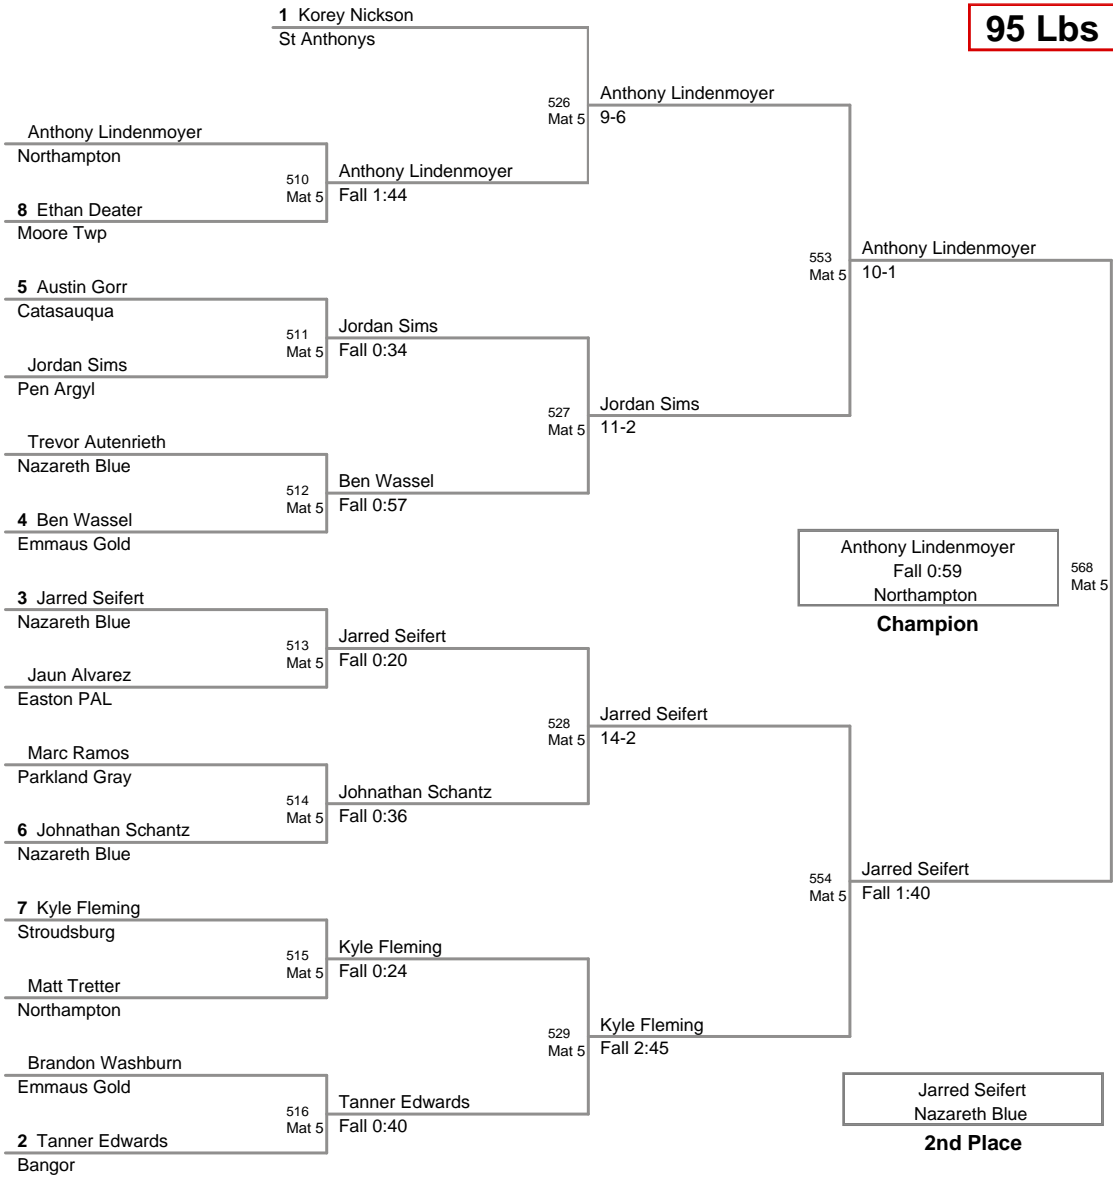 1 Korey Nickson
St Anthonys
95 Lbs
526
Mat 5
Anthony Lindenmoyer
9-6
Anthony Lindenmoyer
Northampton
510
Mat 5
Anthony Lindenmoyer
Fall 1:44
8 Ethan Deater
Moore Twp
553
Mat 5
Anthony Lindenmoyer
10-1
5 Austin Gorr
Catasauqua
511
Mat 5
Jordan Sims
Fall 0:34
Jordan Sims
Pen Argyl
527
Mat 5
Jordan Sims
11-2
Trevor Autenrieth
Nazareth Blue
512
Mat 5
Ben Wassel
Fall 0:57
4 Ben Wassel
Emmaus Gold
Anthony Lindenmoyer
Fall 0:59
Northampton
Champion
568
Mat 5
3 Jarred Seifert
Nazareth Blue
513
Mat 5
Jarred Seifert
Fall 0:20
Jaun Alvarez
Easton PAL
528
Mat 5
Jarred Seifert
14-2
Marc Ramos
Parkland Gray
514
Mat 5
Johnathan Schantz
Fall 0:36
6 Johnathan Schantz
Nazareth Blue
554
Mat 5
Jarred Seifert
Fall 1:40
7 Kyle Fleming
Stroudsburg
515
Mat 5
Kyle Fleming
Fall 0:24
Matt Tretter
Northampton
529
Mat 5
Kyle Fleming
Fall 2:45
Brandon Washburn
Emmaus Gold
516
Mat 5
Tanner Edwards
Fall 0:40
2 Tanner Edwards
Bangor
Jarred Seifert
Nazareth Blue
2nd Place